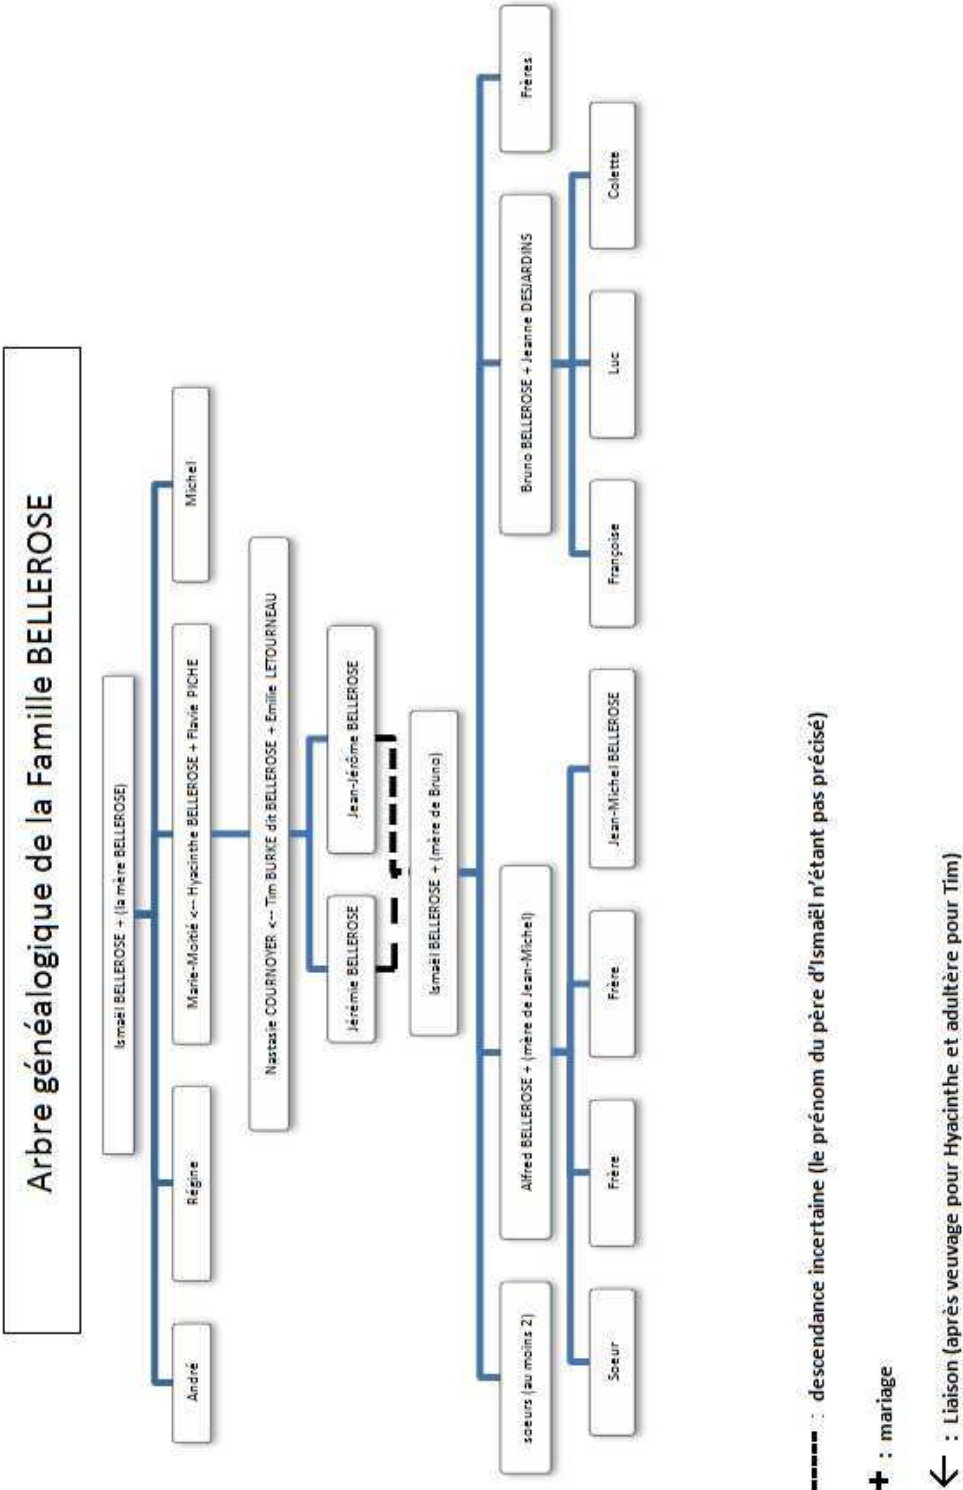 Arbre généalogique de la Famille BELLEROSE
Ismaël BELLEROSE + (la mère BELLEROSE)
André
Régine
Marie-Moitié <-- Hyacinthe BELLEROSE + Flavie PICHE
Michel
Nastasie COURNOYER <-- Tim BURKE dit BELLEROSE + Emilie LETOURNEAU
Jérémie BELLEROSE
Jean-Jérôme BELLEROSE
Ismaël BELLEROSE + (mère de Bruno)
soeurs (au moins 2)
Alfred BELLEROSE + (mère de Jean-Michel)
Bruno BELLEROSE + Jeanne DESJARDINS
Frères
Soeur
Frère
Frère
Jean-Michel BELLEROSE
Françoise
Luc
Colette
----- : descendance incertaine (le prénom du père d'Ismaël n'étant pas précisé)
+ : mariage
← : Liaison (après veuvage pour Hyacinthe et adultère pour Tim)